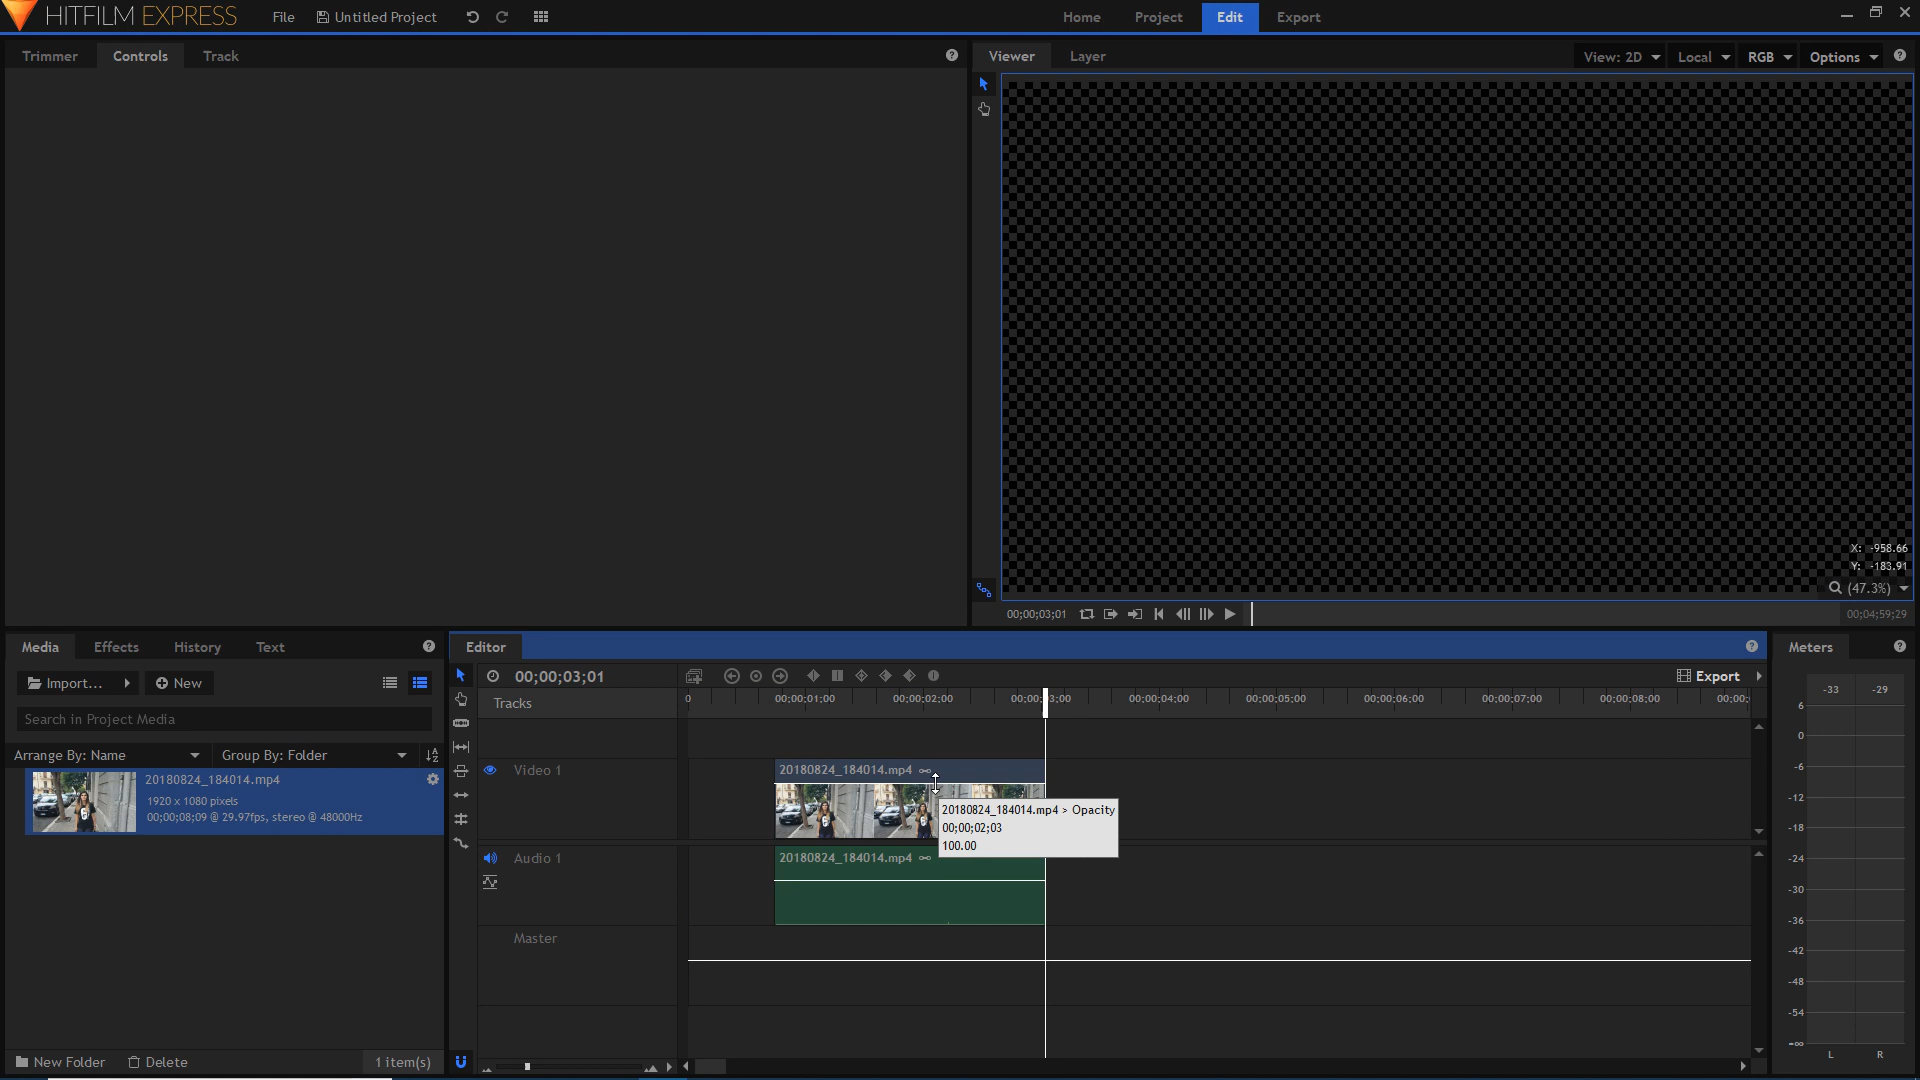 HITFILM EXPRESS
File
Untitled Project
Home
Project
Edit
Export
Trimmer
Controls
Track
Viewer
Layer
View: 2D
Local
RGB
Options
X: -958.66
Y: -183.91
(47.3%)
00;00;03;01
00;04;59;29
Media
Effects
History
Text
Import...
New
Search in Project Media
Arrange By: Name
Group By: Folder
20180824_184014.mp4
1920 x 1080 pixels
00;00;08;09 @ 29.97fps, stereo @ 48000Hz
New Folder
Delete
1 item(s)
Editor
00;00;03;01
Export
Tracks
0
00;00;01;00
00;00;02;00
00;00;03;00
00;00;04;00
00;00;05;00
00;00;06;00
00;00;07;00
00;00;08;00
00;00;
Video 1
20180824_184014.mp4
20180824_184014.mp4 > Opacity
00;00;02;03
100.00
Audio 1
20180824_184014.mp4
Master
Meters
-33
-29
6
0
-6
-12
-18
-24
-30
-36
-42
-48
-54
-∞
L
R